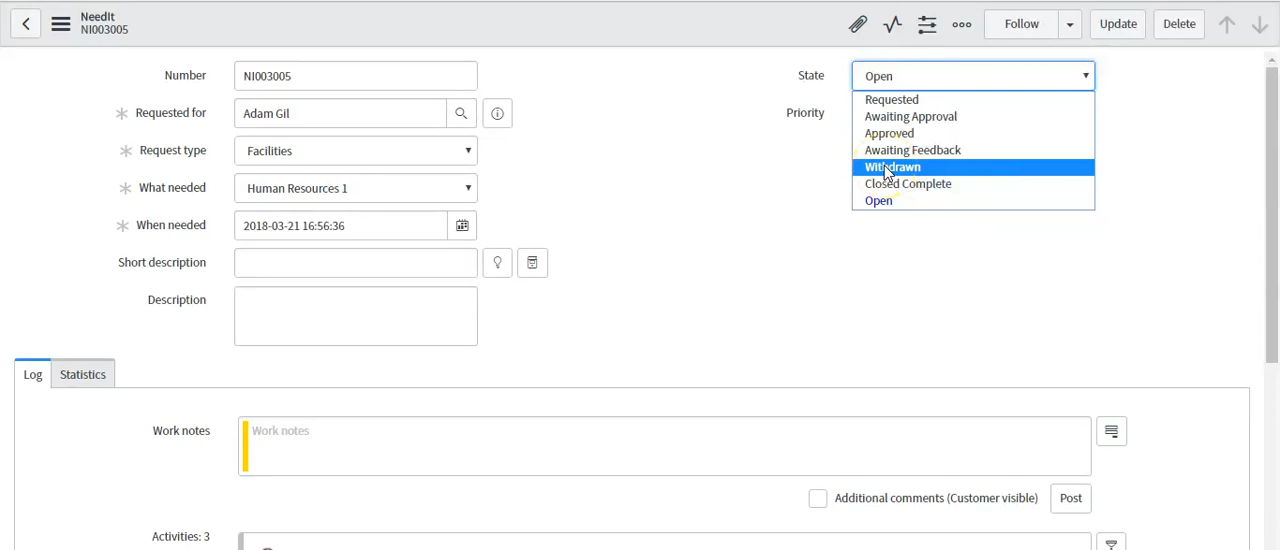 NeedIt
NI003005
Follow
Update
Delete
Number
NI003005
State
Open
Requested for
Adam Gil
Priority
Requested
Awaiting Approval
Approved
Awaiting Feedback
Withdrawn
Closed Complete
Open
Request type
Facilities
What needed
Human Resources 1
When needed
2018-03-21 16:56:36
Short description
Description
Log
Statistics
Work notes
Work notes
Additional comments (Customer visible)
Post
Activities: 3